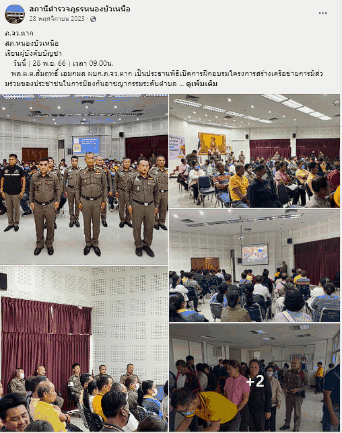 สถานีตำรวจภูธรหนองบัวเหนือ
28 พฤศจิกายน 2023
ภ.จว.ตาก
สภ.หนองบัวเหนือ
เรียนผู้บังคับบัญชา
วันนี้ ( 28 พ.ย. 66 ) เวลา 09.00น.
พล.ต.ต.สัมฤทธิ์ เอมกมล ผบก.ภ.จว.ตาก เป็นประธานพิธีเปิดการฝึกอบรมโครงการสร้างเครือข่ายการมีส่ว
มรวมของประชาชนในการป้องกันอาชญากรรมระดับตำบล ... ดูเพิ่มเติม
+2